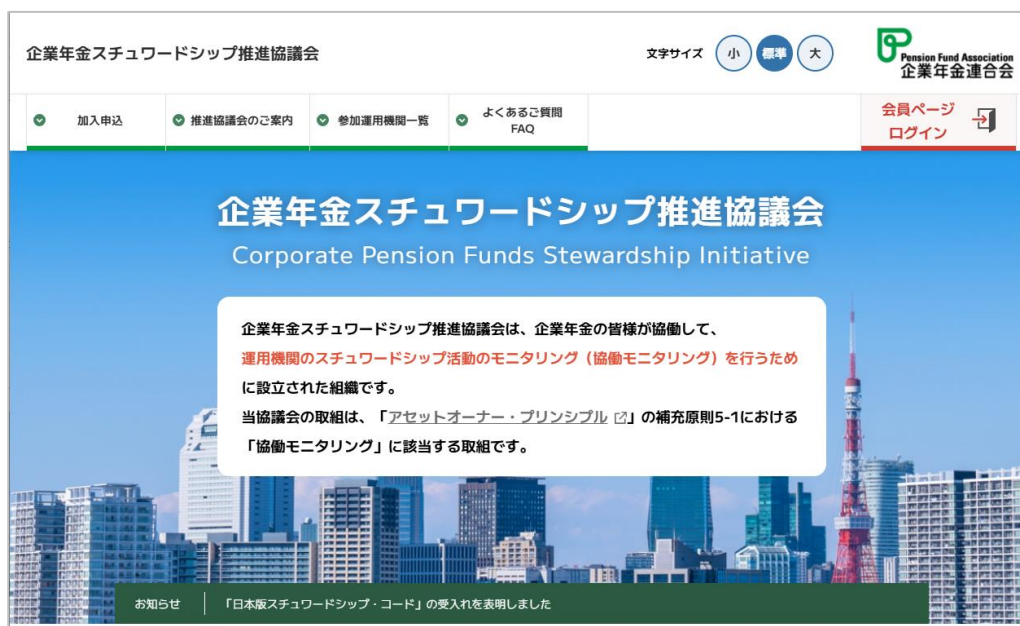 企業年金スチュワードシップ推進協議会
文字サイズ 小 標準 大
Pension Fund Association
企業年金連合会
加入申込
推進協議会のご案内
参加運用機関一覧
よくあるご質問
FAQ
会員ページ
ログイン
企業年金スチュワードシップ推進協議会
Corporate Pension Funds Stewardship Initiative
企業年金スチュワードシップ推進協議会は、企業年金の皆様が協働して、
運用機関のスチュワードシップ活動のモニタリング（協働モニタリング）を行うため
に設立された組織です。
当協議会の取組は、「アセットオーナー・プリンシプル」の補充原則5-1における
「協働モニタリング」に該当する取組です。
お知らせ 「日本版スチュワードシップ・コード」の受入れを表明しました